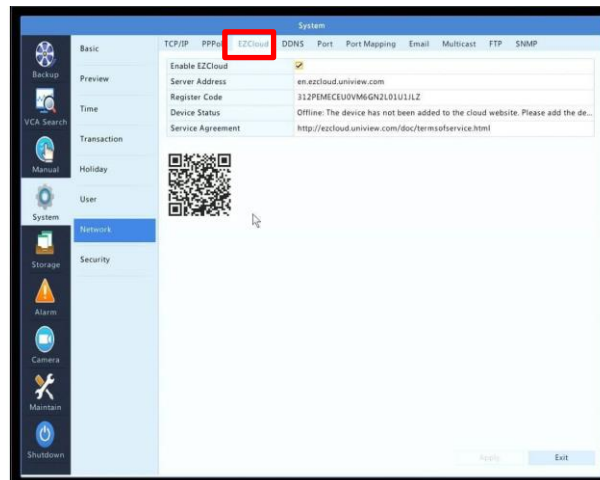 System
Backup
VCA Search
Manual
System
Storage
Alarm
Camera
Maintain
Shutdown
Basic
Preview
Time
Transaction
Holiday
User
Network
Security
TCP/IP PPPoE EZCloud DDNS Port Port Mapping Email Multicast FTP SNMP
Enable EZCloud
Server Address en.ezcloud.uniview.com
Register Code 312PEMECEU0VM6GN2L01U1JLZ
Device Status Offline: The device has not been added to the cloud website. Please add the de...
Service Agreement http://ezcloud.uniview.com/doc/termsofservice.html
Apply Exit